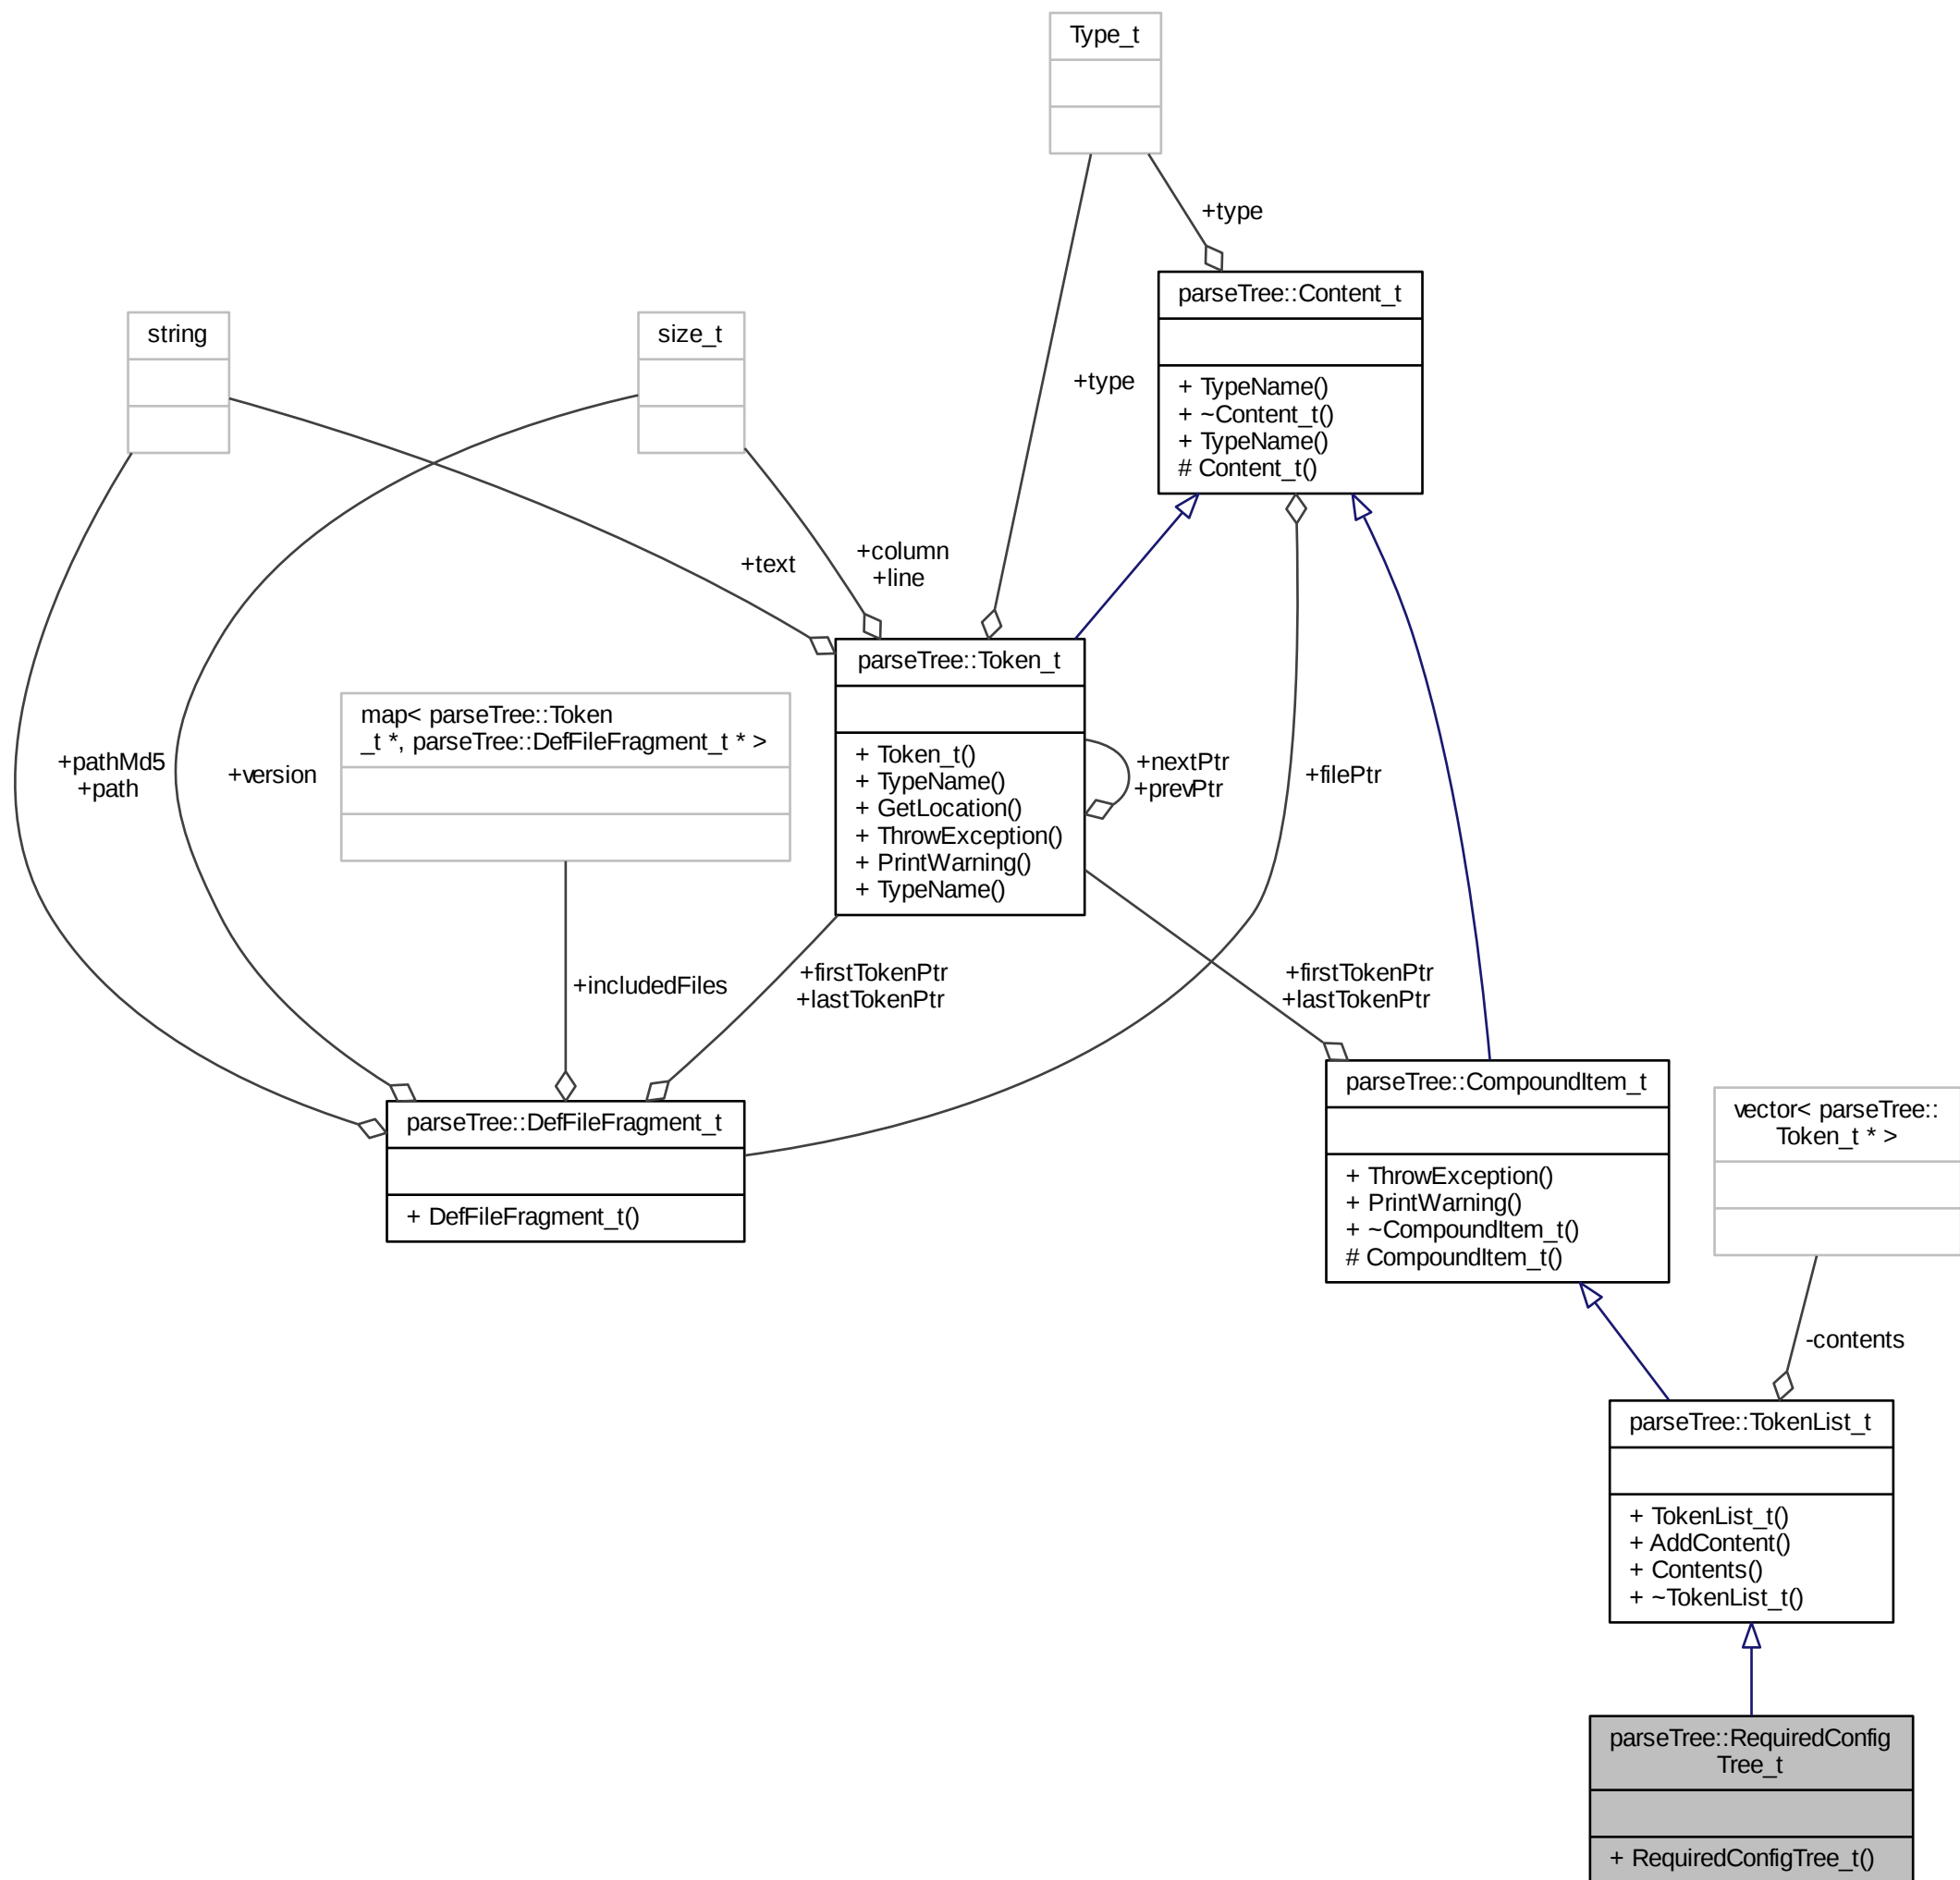 Type_t
+type
parseTree::Content_t
+ TypeName()
+ ~Content_t()
+ TypeName()
# Content_t()
string
size_t
+type
+text
+column
+line
parseTree::Token_t
+ Token_t()
+ TypeName()
+ GetLocation()
+ ThrowException()
+ PrintWarning()
+ TypeName()
+nextPtr
+prevPtr
+filePtr
map< parseTree::Token
_t *, parseTree::DefFileFragment_t * >
+pathMd5
+path
+version
+includedFiles
+firstTokenPtr
+lastTokenPtr
+firstTokenPtr
+lastTokenPtr
parseTree::DefFileFragment_t
+ DefFileFragment_t()
parseTree::CompoundItem_t
+ ThrowException()
+ PrintWarning()
+ ~CompoundItem_t()
# CompoundItem_t()
vector< parseTree::
Token_t * >
-contents
parseTree::TokenList_t
+ TokenList_t()
+ AddContent()
+ Contents()
+ ~TokenList_t()
parseTree::RequiredConfig
Tree_t
+ RequiredConfigTree_t()